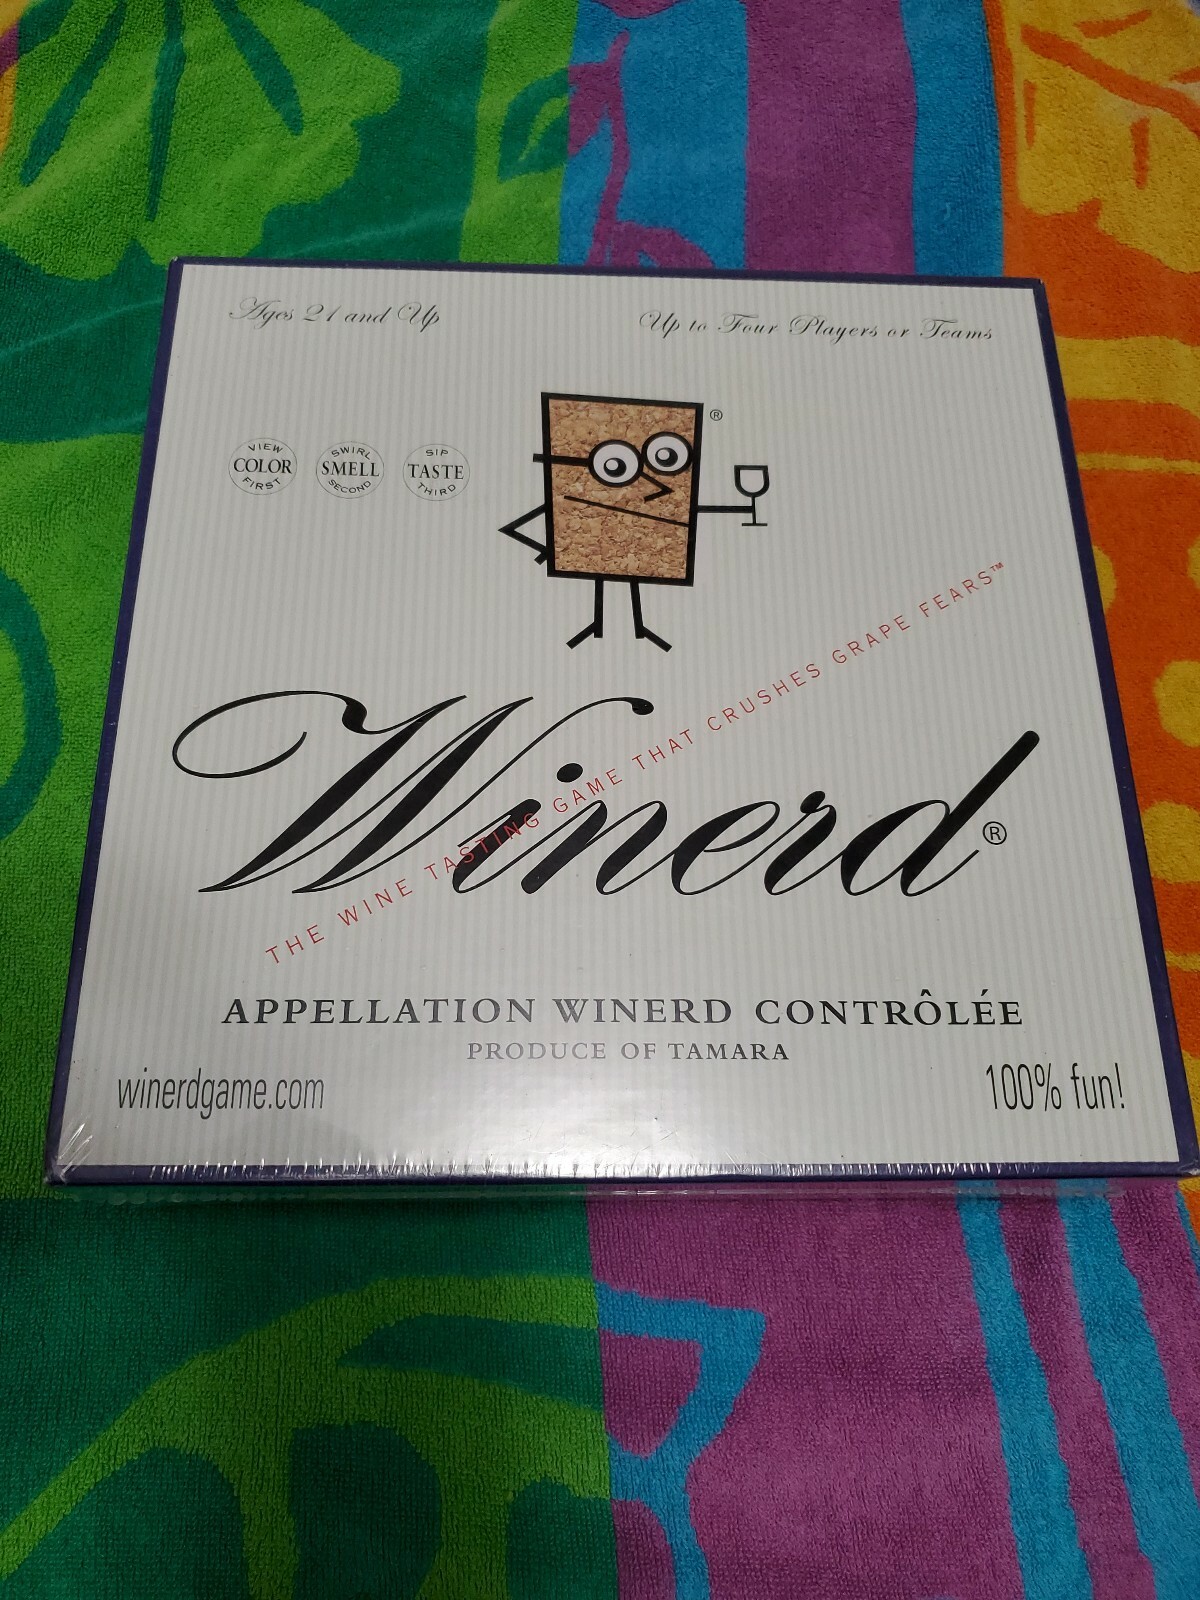 Ages 21 and Up
Up to Four Players or Teams
®
VIEW
COLOR
FIRST
SWIRL
SMELL
SECOND
SIP
TASTE
THIRD
THE WINE TASTING GAME THAT CRUSHES GRAPE FEARS™
Winerd®
APPELLATION WINERD CONTRÔLÉE
PRODUCE OF TAMARA
winerdgame.com
100% fun!